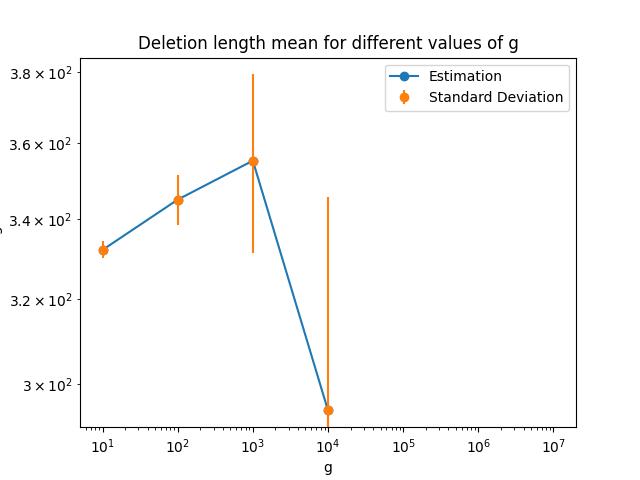 Deletion length mean for different values of g
Estimation
Standard Deviation
3.8 × 10²
3.6 × 10²
3.4 × 10²
3.2 × 10²
3 × 10²
10¹ 10² 10³ 10⁴ 10⁵ 10⁶ 10⁷
g